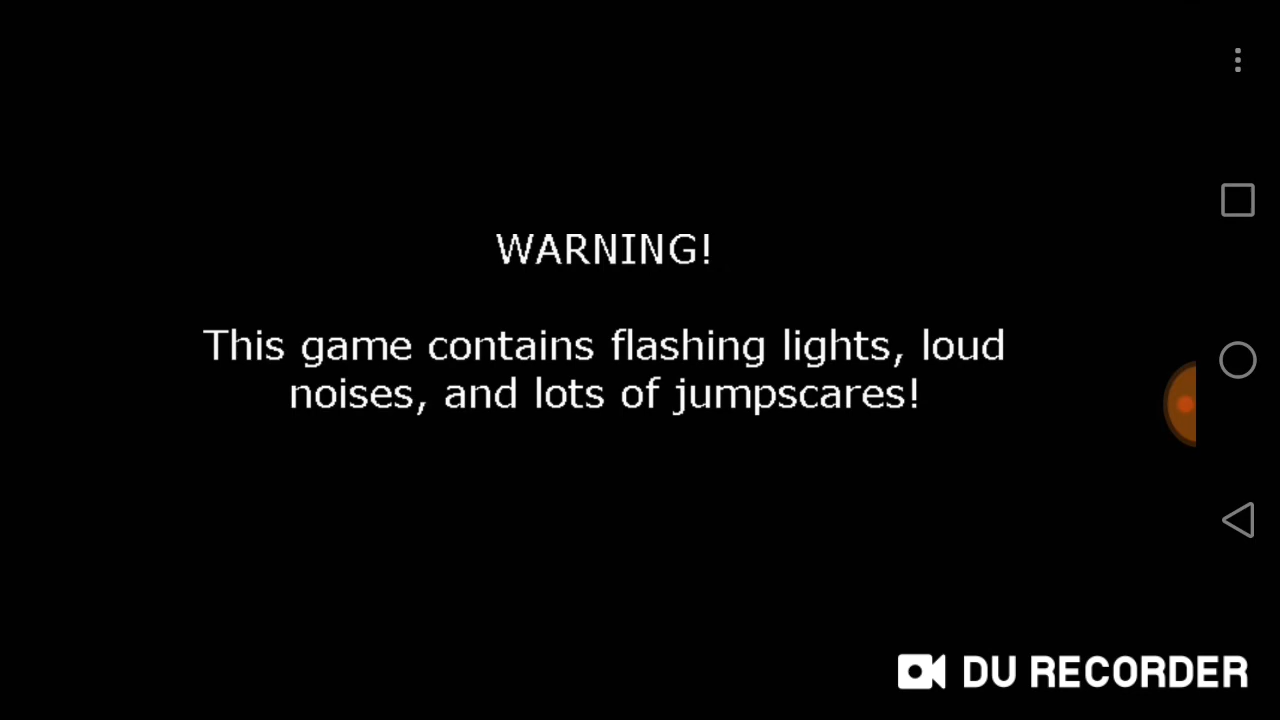 WARNING!
This game contains flashing lights, loud
noises, and lots of jumpscares!
DU RECORDER